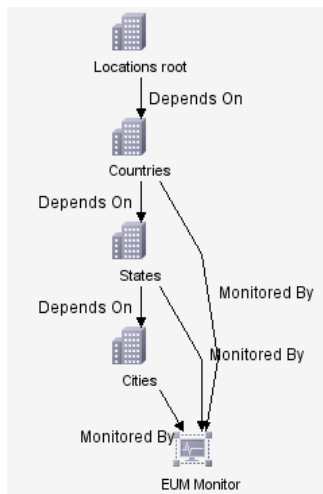 Locations root
Depends On
Countries
Depends On
States
Monitored By
Depends On
Monitored By
Cities
Monitored By
EUM Monitor